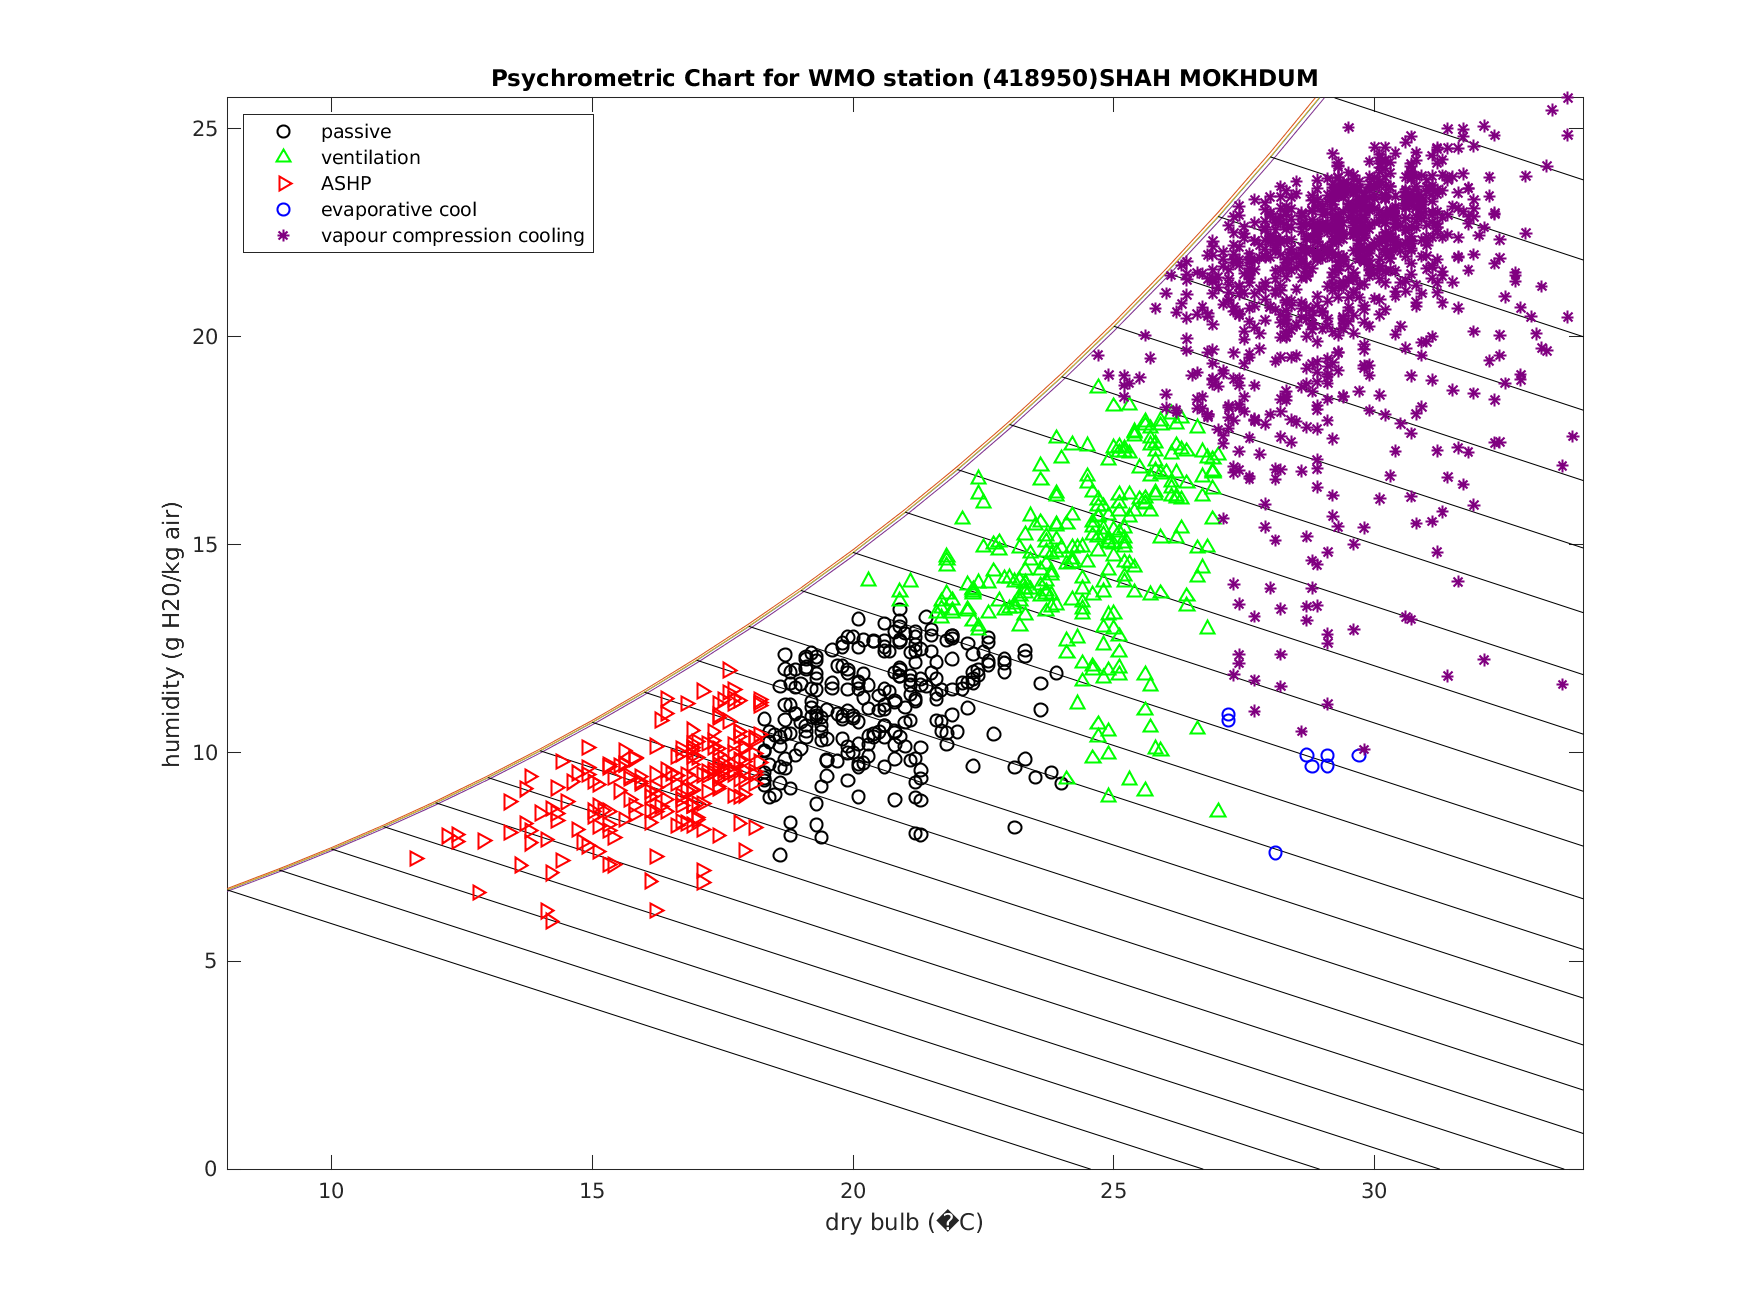 Psychrometric Chart for WMO station (418950)SHAH MOKHDUM
passive
ventilation
ASHP
evaporative cool
vapour compression cooling
humidity (g H20/kg air)
25
20
15
10
5
0
10 15 20 25 30
dry bulb (�C)